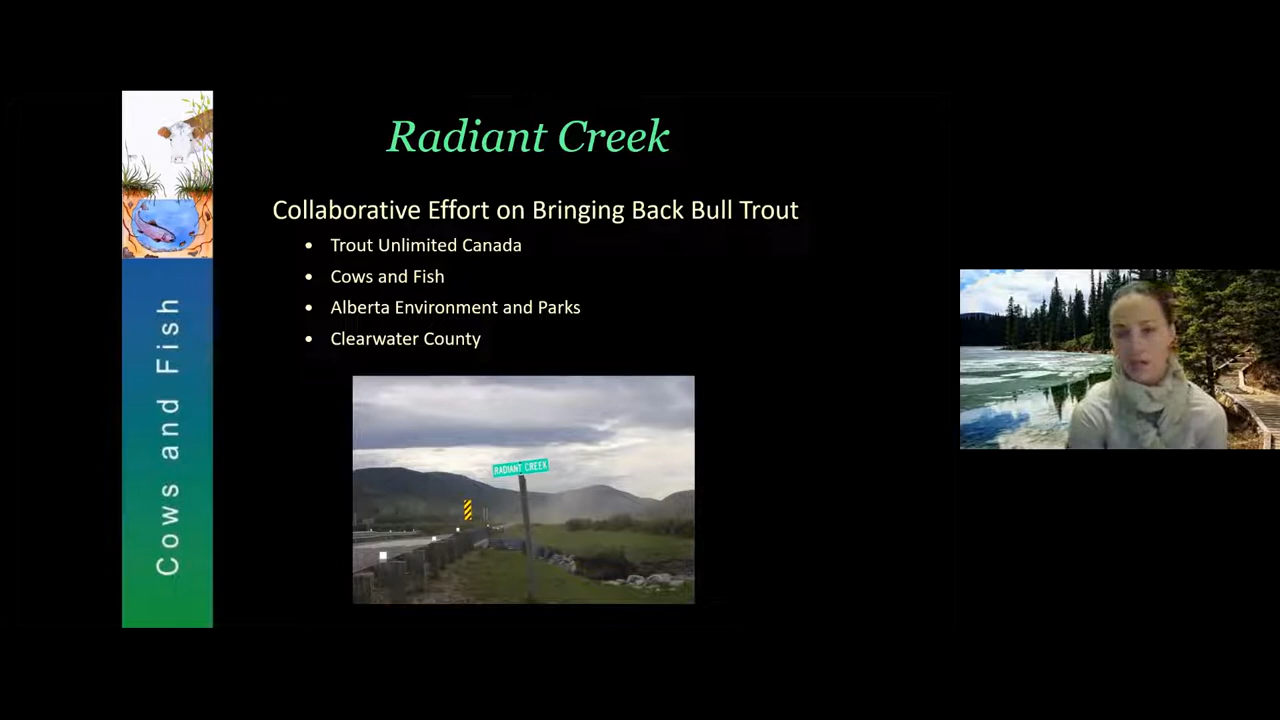 Radiant Creek
Collaborative Effort on Bringing Back Bull Trout
• Trout Unlimited Canada
• Cows and Fish
• Alberta Environment and Parks
• Clearwater County
RADIANT CREEK
Cows and Fish